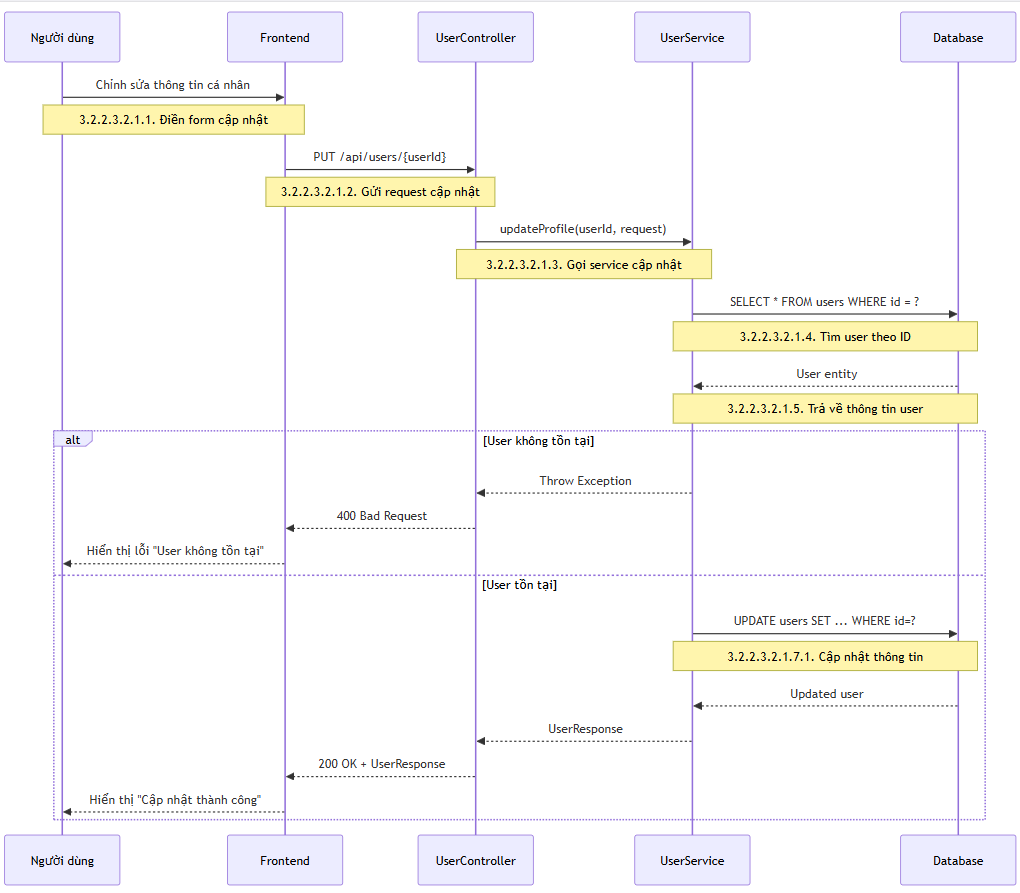 Người dùng
Frontend
UserController
UserService
Database
Chỉnh sửa thông tin cá nhân
3.2.2.3.2.1.1. Điền form cập nhật
PUT /api/users/{userId}
3.2.2.3.2.1.2. Gửi request cập nhật
updateProfile(userId, request)
3.2.2.3.2.1.3. Gọi service cập nhật
SELECT * FROM users WHERE id = ?
3.2.2.3.2.1.4. Tìm user theo ID
User entity
3.2.2.3.2.1.5. Trả về thông tin user
alt
[User không tồn tại]
Throw Exception
400 Bad Request
Hiển thị lỗi "User không tồn tại"
[User tồn tại]
UPDATE users SET ... WHERE id=?
3.2.2.3.2.1.7.1. Cập nhật thông tin
Updated user
UserResponse
200 OK + UserResponse
Hiển thị "Cập nhật thành công"
Người dùng
Frontend
UserController
UserService
Database